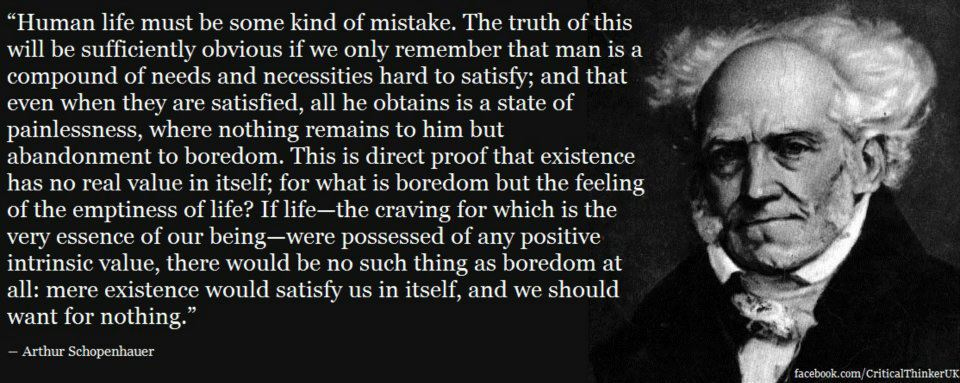 “Human life must be some kind of mistake. The truth of this
will be sufficiently obvious if we only remember that man is a
compound of needs and necessities hard to satisfy; and that
even when they are satisfied, all he obtains is a state of
painlessness, where nothing remains to him but
abandonment to boredom. This is direct proof that existence
has no real value in itself; for what is boredom but the feeling
of the emptiness of life? If life—the craving for which is the
very essence of our being—were possessed of any positive
intrinsic value, there would be no such thing as boredom at
all: mere existence would satisfy us in itself, and we should
want for nothing.”
― Arthur Schopenhauer
facebook.com/CriticalThinkerUK